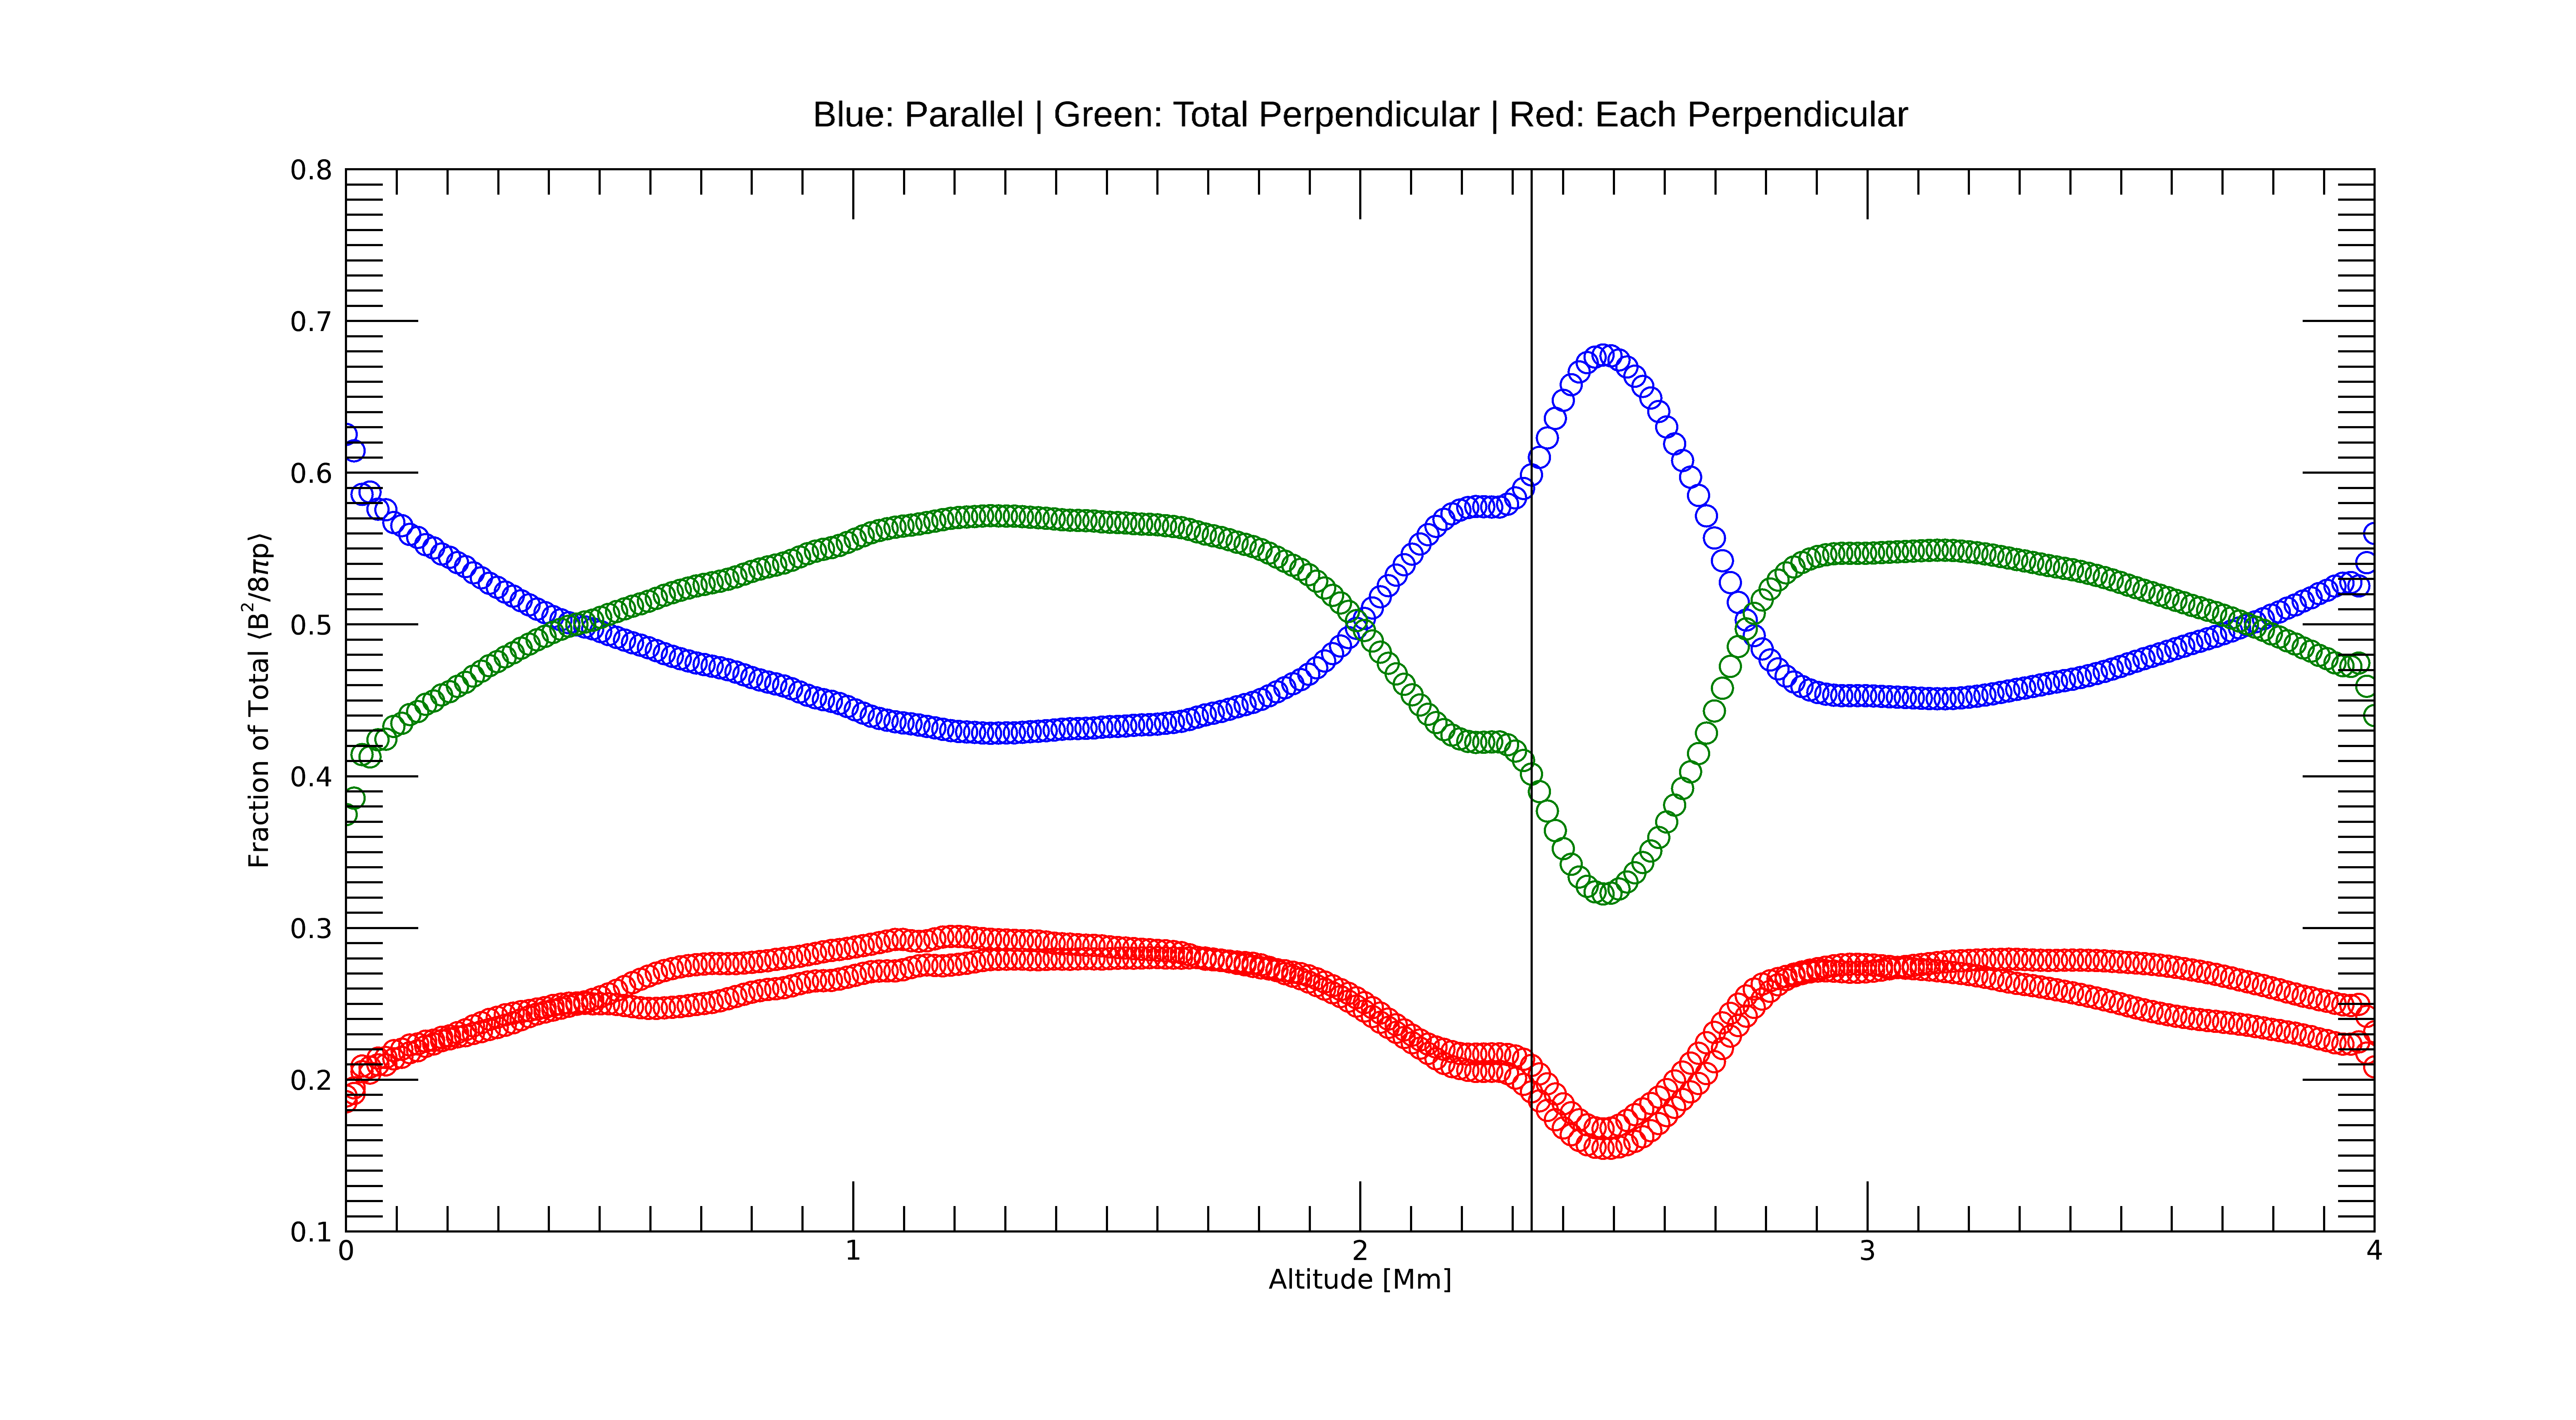 Blue: Parallel | Green: Total Perpendicular | Red: Each Perpendicular
Fraction of Total ⟨B²/8πp⟩
0.8
0.7
0.6
0.5
0.4
0.3
0.2
0.1
0 1 2 3 4
Altitude [Mm]